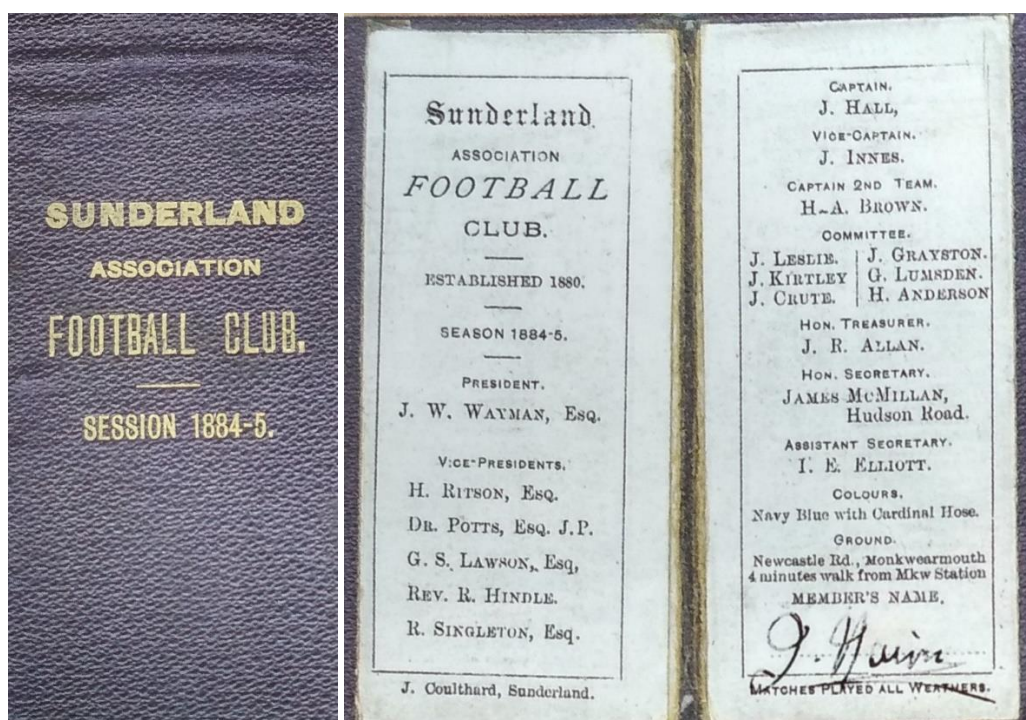 SUNDERLAND
ASSOCIATION
FOOTBALL CLUB.
SESSION 1884-5.
Sunderland
ASSOCIATION
FOOTBALL
CLUB.
ESTABLISHED 1880.
SEASON 1884-5.
PRESIDENT.
J. W. WAYMAN, ESQ.
VICE-PRESIDENTS.
H. RITSON, ESQ.
DR. POTTS, ESQ. J.P.
G. S. LAWSON, ESQ,
REV. R. HINDLE.
R. SINGLETON, ESQ.
J. Coulthard, Sunderland.
CAPTAIN.
J. HALL,
VICE-CAPTAIN.
J. INNES.
CAPTAIN 2ND TEAM.
H. A. BROWN.
COMMITTEE.
J. LESLIE. J. GRAYSTON.
J. KIRTLEY G. LUMSDEN.
J. CRUTE. H. ANDERSON
HON. TREASURER.
J. R. ALLAN.
HON. SECRETARY.
JAMES MCMILLAN,
Hudson Road.
ASSISTANT SECRETARY.
E. ELLIOTT.
COLOURS.
Navy Blue with Cardinal Hose.
GROUND.
Newcastle Rd., Monkwearmouth
4 minutes walk from Mkw Station
MEMBER'S NAME.
MATCHES PLAYED ALL WEATHERS.